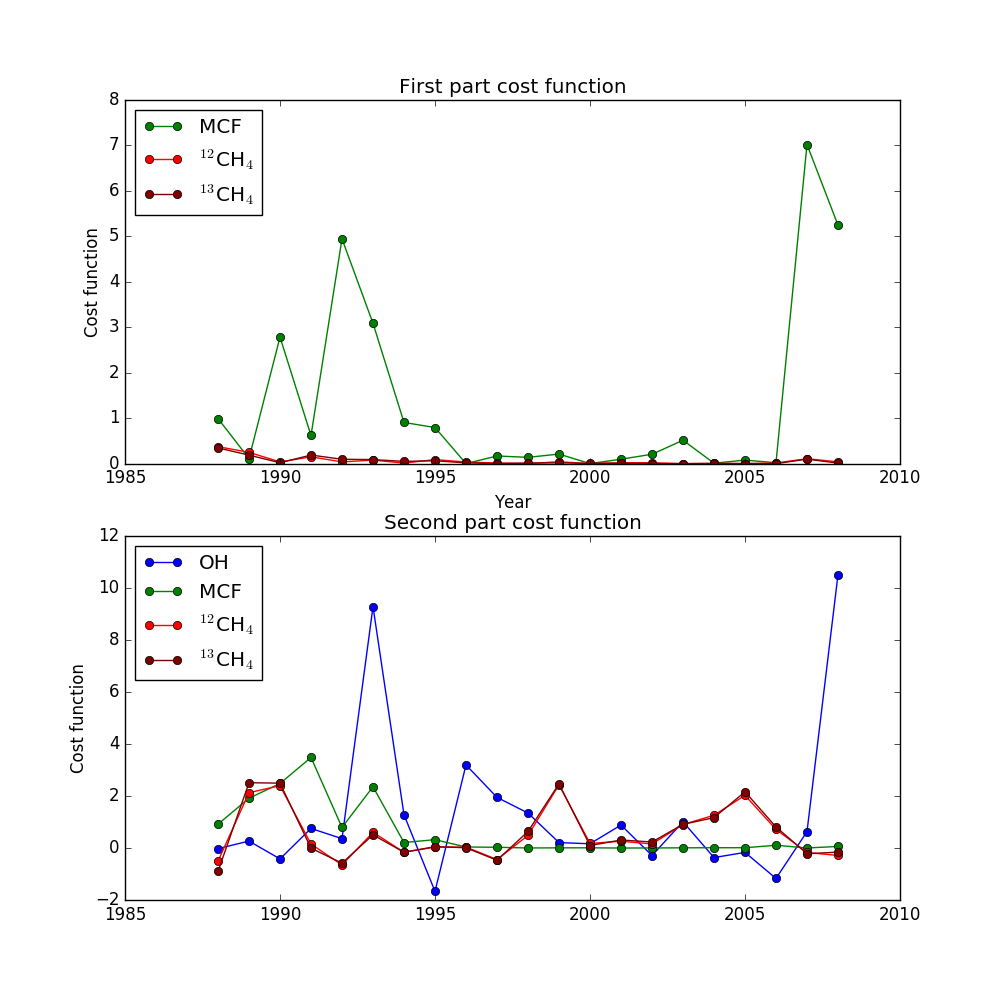 First part cost function
8
7
6
5
4
3
2
1
0
Cost function
MCF
¹²CH₄
¹³CH₄
1985 1990 1995 2000 2005 2010
Year
Second part cost function
12
10
8
6
4
2
0
−2
Cost function
OH
MCF
¹²CH₄
¹³CH₄
1985 1990 1995 2000 2005 2010